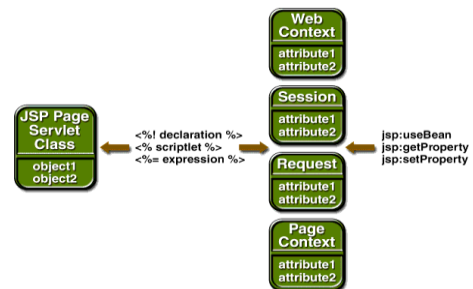 Web
Context
attribute1
attribute2
Session
attribute1
attribute2
JSP Page
Servlet
Class
object1
object2
<%! declaration %>
<% scriptlet %>
<%= expression %>
jsp:useBean
jsp:getProperty
jsp:setProperty
Request
attribute1
attribute2
Page
Context
attribute1
attribute2